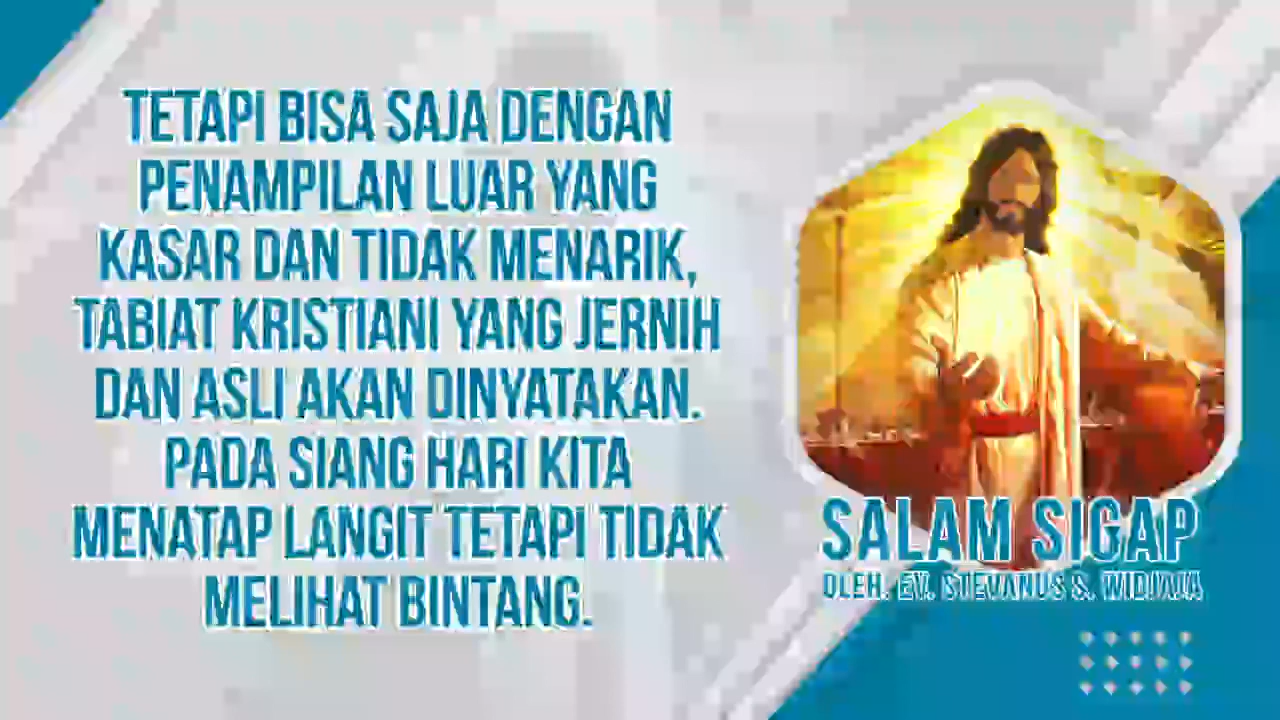 TETAPI BISA SAJA DENGAN
PENAMPILAN LUAR YANG
KASAR DAN TIDAK MENARIK,
TABIAT KRISTIANI YANG JERNIH
DAN ASLI AKAN DINYATAKAN.
PADA SIANG HARI KITA
MENATAP LANGIT TETAPI TIDAK
MELIHAT BINTANG.
SALAM SIGAP
OLEH. EV. STEVANUS S. WIDJAJA